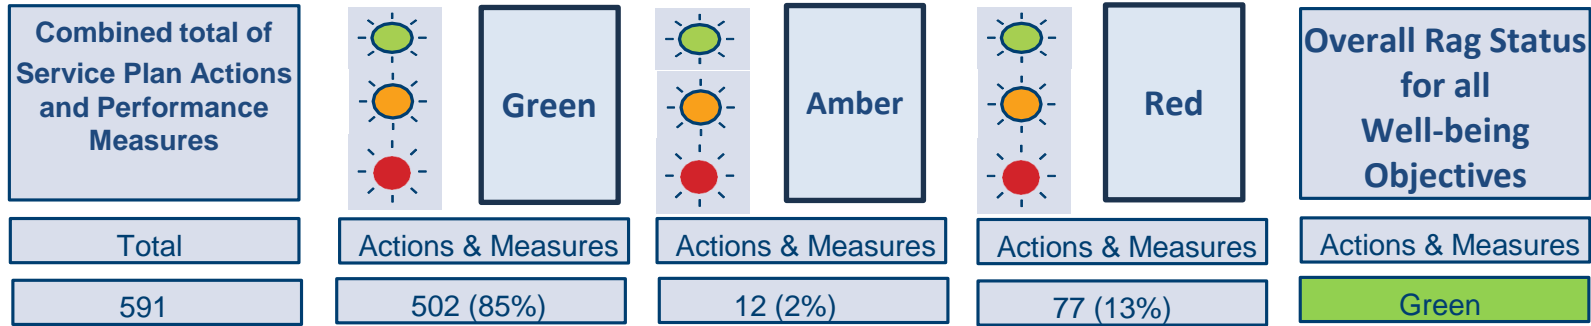 Combined total of
Service Plan Actions
and Performance
Measures
Green
Amber
Red
Overall Rag Status
for all
Well-being
Objectives
Total
Actions & Measures
Actions & Measures
Actions & Measures
Actions & Measures
591
502 (85%)
12 (2%)
77 (13%)
Green